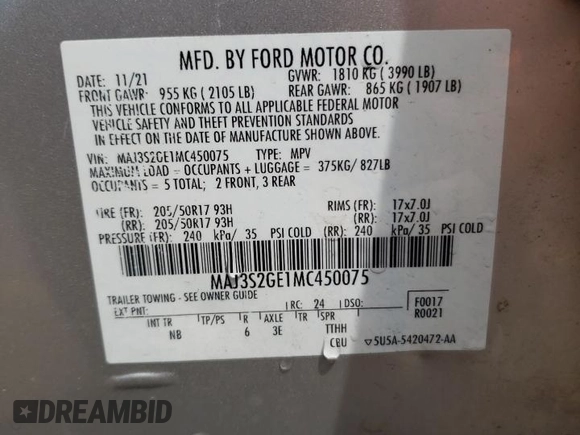 MFD. BY FORD MOTOR CO.
DATE: 11/21 GVWR: 1810 KG ( 3990 LB)
FRONT GAWR: 955 KG ( 2105 LB) REAR GAWR: 865 KG ( 1907 LB)
THIS VEHICLE CONFORMS TO ALL APPLICABLE FEDERAL MOTOR
VEHICLE SAFETY AND THEFT PREVENTION STANDARDS
IN EFFECT ON THE DATE OF MANUFACTURE SHOWN ABOVE.
VIN: MAJ3S2GE1MC450075 TYPE: MPV
MAXIMUM LOAD = OCCUPANTS + LUGGAGE = 375KG/ 827LB
OCCUPANTS = 5 TOTAL; 2 FRONT, 3 REAR
TIRE (FR): 205/50R17 93H RIMS (FR): 17x7.0J
(RR): 205/50R17 93H (RR): 17x7.0J
PRESSURE (FR): 240 kPa/ 35 PSI COLD (RR): 240 kPa/ 35 PSI COLD
MAJ3S2GE1MC450075
TRAILER TOWING - SEE OWNER GUIDE
EXT PNT: RC: 24 DSO: F0017
INT TR TP/PS R AXLE TR SPR R0021
NB 6 3E TTHH
CBU ▽5U5A-5420472-AA
DREAMBID